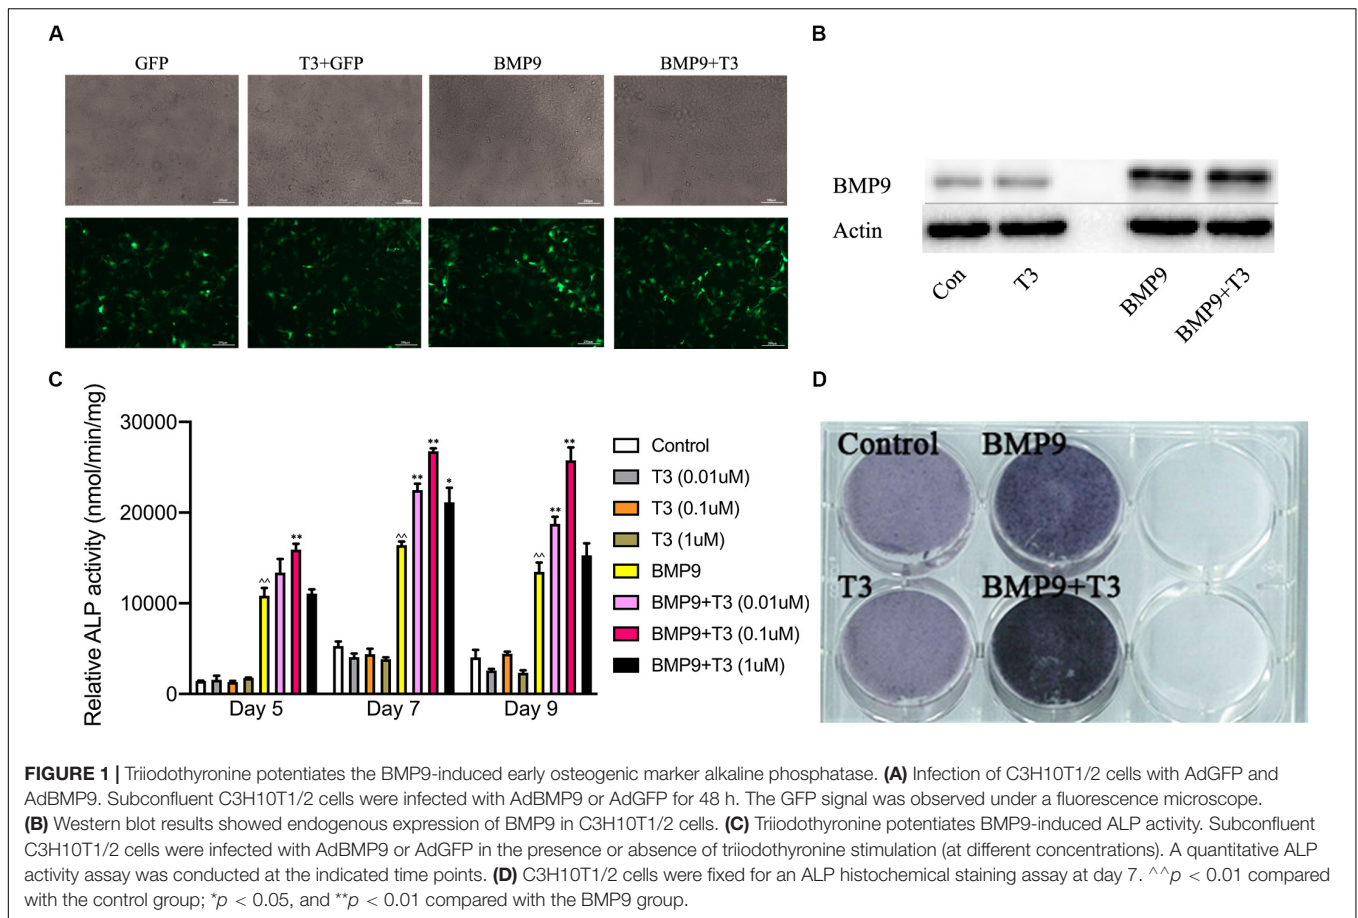 A
GFP
T3+GFP
BMP9
BMP9+T3
B
BMP9
Actin
Con
T3
BMP9
BMP9+T3
C
Relative ALP activity (nmol/min/mg)
30000
20000
10000
0
^^
**
^^
**
**
*
^^
**
**
Day 5
Day 7
Day 9
Control
T3 (0.01uM)
T3 (0.1uM)
T3 (1uM)
BMP9
BMP9+T3 (0.01uM)
BMP9+T3 (0.1uM)
BMP9+T3 (1uM)
D
Control
BMP9
T3
BMP9+T3
FIGURE 1 | Triiodothyronine potentiates the BMP9-induced early osteogenic marker alkaline phosphatase. (A) Infection of C3H10T1/2 cells with AdGFP and
AdBMP9. Subconfluent C3H10T1/2 cells were infected with AdBMP9 or AdGFP for 48 h. The GFP signal was observed under a fluorescence microscope.
(B) Western blot results showed endogenous expression of BMP9 in C3H10T1/2 cells. (C) Triiodothyronine potentiates BMP9-induced ALP activity. Subconfluent
C3H10T1/2 cells were infected with AdBMP9 or AdGFP in the presence or absence of triiodothyronine stimulation (at different concentrations). A quantitative ALP
activity assay was conducted at the indicated time points. (D) C3H10T1/2 cells were fixed for an ALP histochemical staining assay at day 7. ^^p < 0.01 compared
with the control group; *p < 0.05, and **p < 0.01 compared with the BMP9 group.